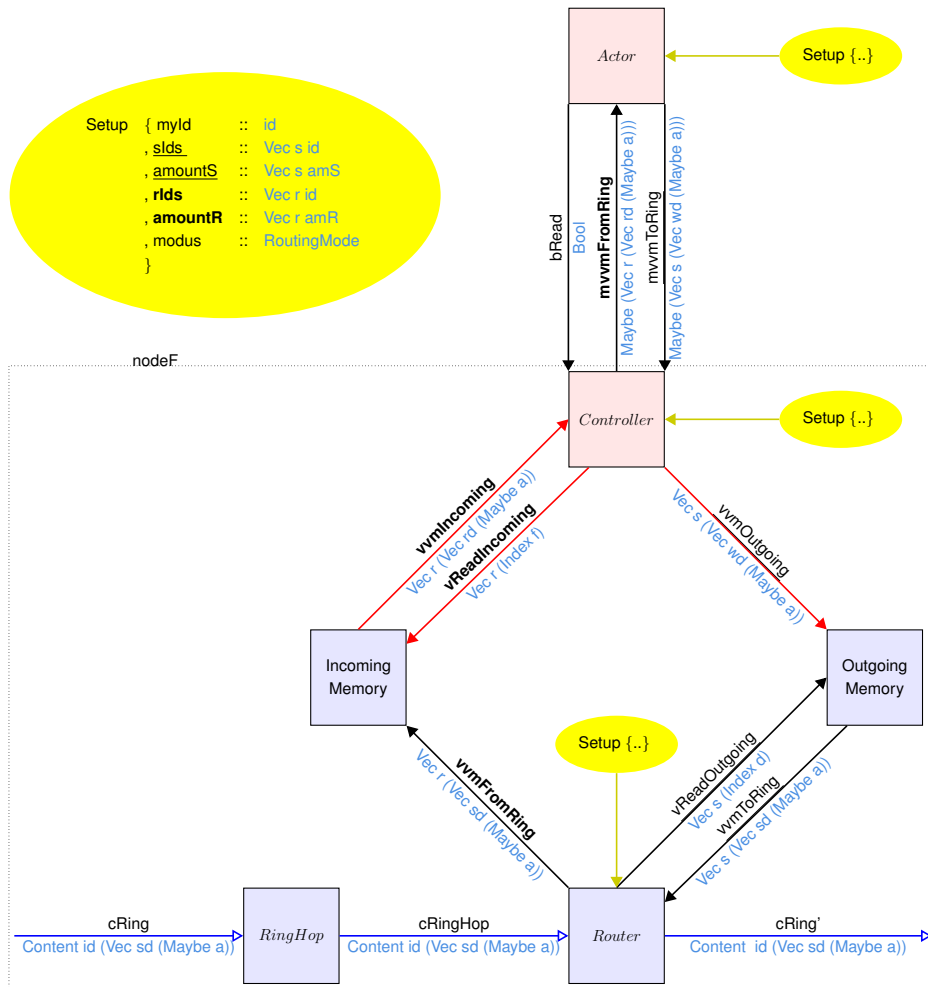 Actor
Setup {..}
Setup { myId :: id
, sIds :: Vec s id
, amountS :: Vec s amS
, rIds :: Vec r id
, amountR :: Vec r amR
, modus :: RoutingMode
}
bRead
Bool
mvvmFromRing
Maybe (Vec r (Vec rd (Maybe a)))
mvvmToRing
Maybe (Vec s (Vec wd (Maybe a)))
nodeF
Controller
Setup {..}
vvmIncoming
Vec r (Vec rd (Maybe a))
vReadIncoming
Vec r (Index f)
vvmOutgoing
Vec s (Vec wd (Maybe a))
Incoming
Memory
Outgoing
Memory
Setup {..}
vvmFromRing
Vec r (Vec sd (Maybe a))
vReadOutgoing
Vec s (Index d)
vvmToRing
Vec s (Vec sd (Maybe a))
cRing
Content id (Vec sd (Maybe a))
RingHop
cRingHop
Content id (Vec sd (Maybe a))
Router
cRing'
Content id (Vec sd (Maybe a))